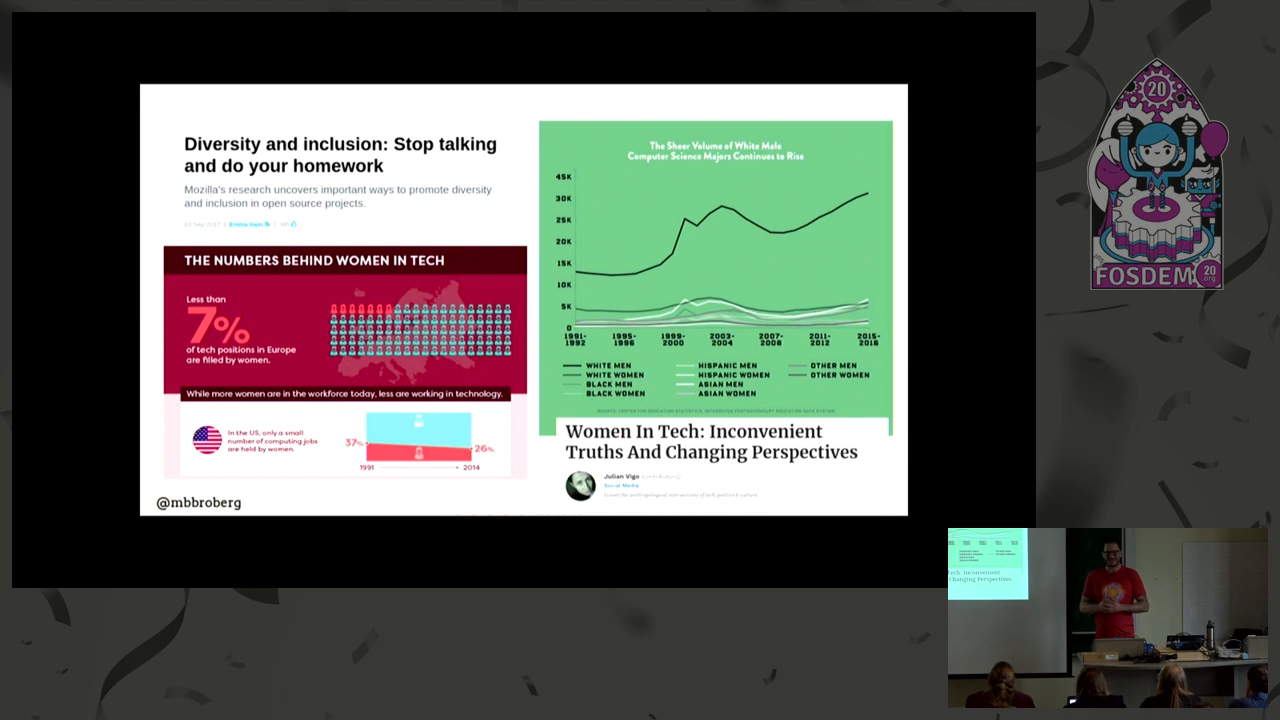 Diversity and inclusion: Stop talking
and do your homework
Mozilla's research uncovers important ways to promote diversity
and inclusion in open source projects.
THE NUMBERS BEHIND WOMEN IN TECH
Less than
7%
of tech positions in Europe
are filled by women.
While more women are in the workforce today, less are working in technology.
In the US, only a small
number of computing jobs
are held by women.
37%
26%
1991
2014
@mbbroberg
The Sheer Volume of White Male
Computer Science Majors Continues to Rise
45K
30K
25K
20K
15K
10K
5K
0
1991-1992
1995-1996
1999-2000
2003-2004
2007-2008
2011-2012
2015-2016
WHITE MEN
WHITE WOMEN
BLACK MEN
BLACK WOMEN
HISPANIC MEN
HISPANIC WOMEN
ASIAN MEN
ASIAN WOMEN
OTHER MEN
OTHER WOMEN
Women In Tech: Inconvenient
Truths And Changing Perspectives
Julian Vigo
Social Media
20
FOSDEM
20
.org
Tech: Inconvenient
Changing Perspectives